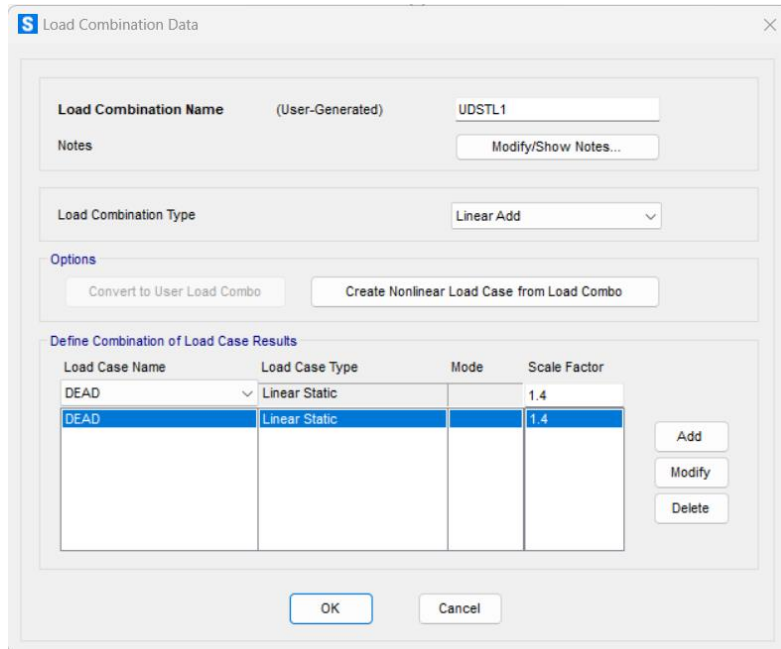 S Load Combination Data
Load Combination Name (User-Generated) UDSTL1
Notes Modify/Show Notes...
Load Combination Type Linear Add
Options
Convert to User Load Combo Create Nonlinear Load Case from Load Combo
Define Combination of Load Case Results
Load Case Name Load Case Type Mode Scale Factor
DEAD Linear Static 1.4
DEAD Linear Static 1.4
Add
Modify
Delete
OK Cancel